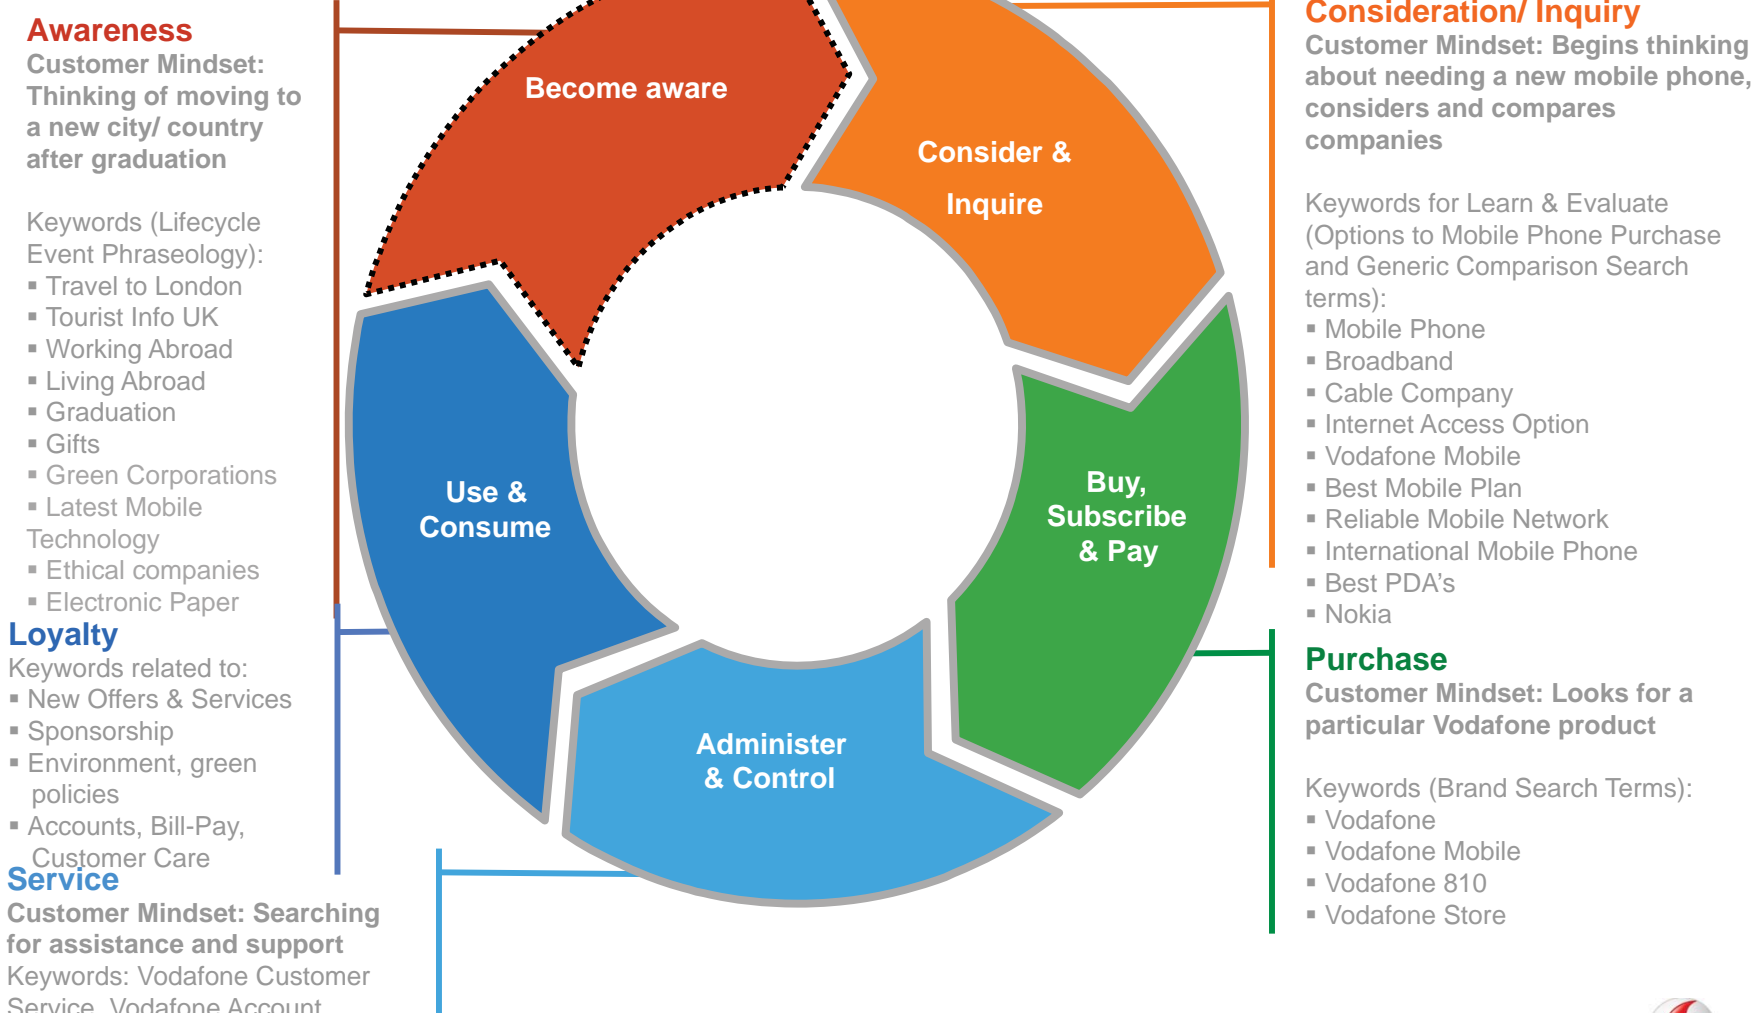 Awareness
Customer Mindset:
Thinking of moving to
a new city/ country
after graduation
Keywords (Lifecycle
Event Phraseology):
▪ Travel to London
▪ Tourist Info UK
▪ Working Abroad
▪ Living Abroad
▪ Graduation
▪ Gifts
▪ Green Corporations
▪ Latest Mobile
Technology
▪ Ethical companies
▪ Electronic Paper
Loyalty
Keywords related to:
▪ New Offers & Services
▪ Sponsorship
▪ Environment, green
policies
▪ Accounts, Bill-Pay,
Customer Care
Service
Customer Mindset: Searching
for assistance and support
Keywords: Vodafone Customer
Service, Vodafone Account
Become aware
Consider &
Inquire
Buy,
Subscribe
& Pay
Administer
& Control
Use &
Consume
Consideration/ Inquiry
Customer Mindset: Begins thinking
about needing a new mobile phone,
considers and compares
companies
Keywords for Learn & Evaluate
(Options to Mobile Phone Purchase
and Generic Comparison Search
terms):
▪ Mobile Phone
▪ Broadband
▪ Cable Company
▪ Internet Access Option
▪ Vodafone Mobile
▪ Best Mobile Plan
▪ Reliable Mobile Network
▪ International Mobile Phone
▪ Best PDA's
▪ Nokia
Purchase
Customer Mindset: Looks for a
particular Vodafone product
Keywords (Brand Search Terms):
▪ Vodafone
▪ Vodafone Mobile
▪ Vodafone 810
▪ Vodafone Store